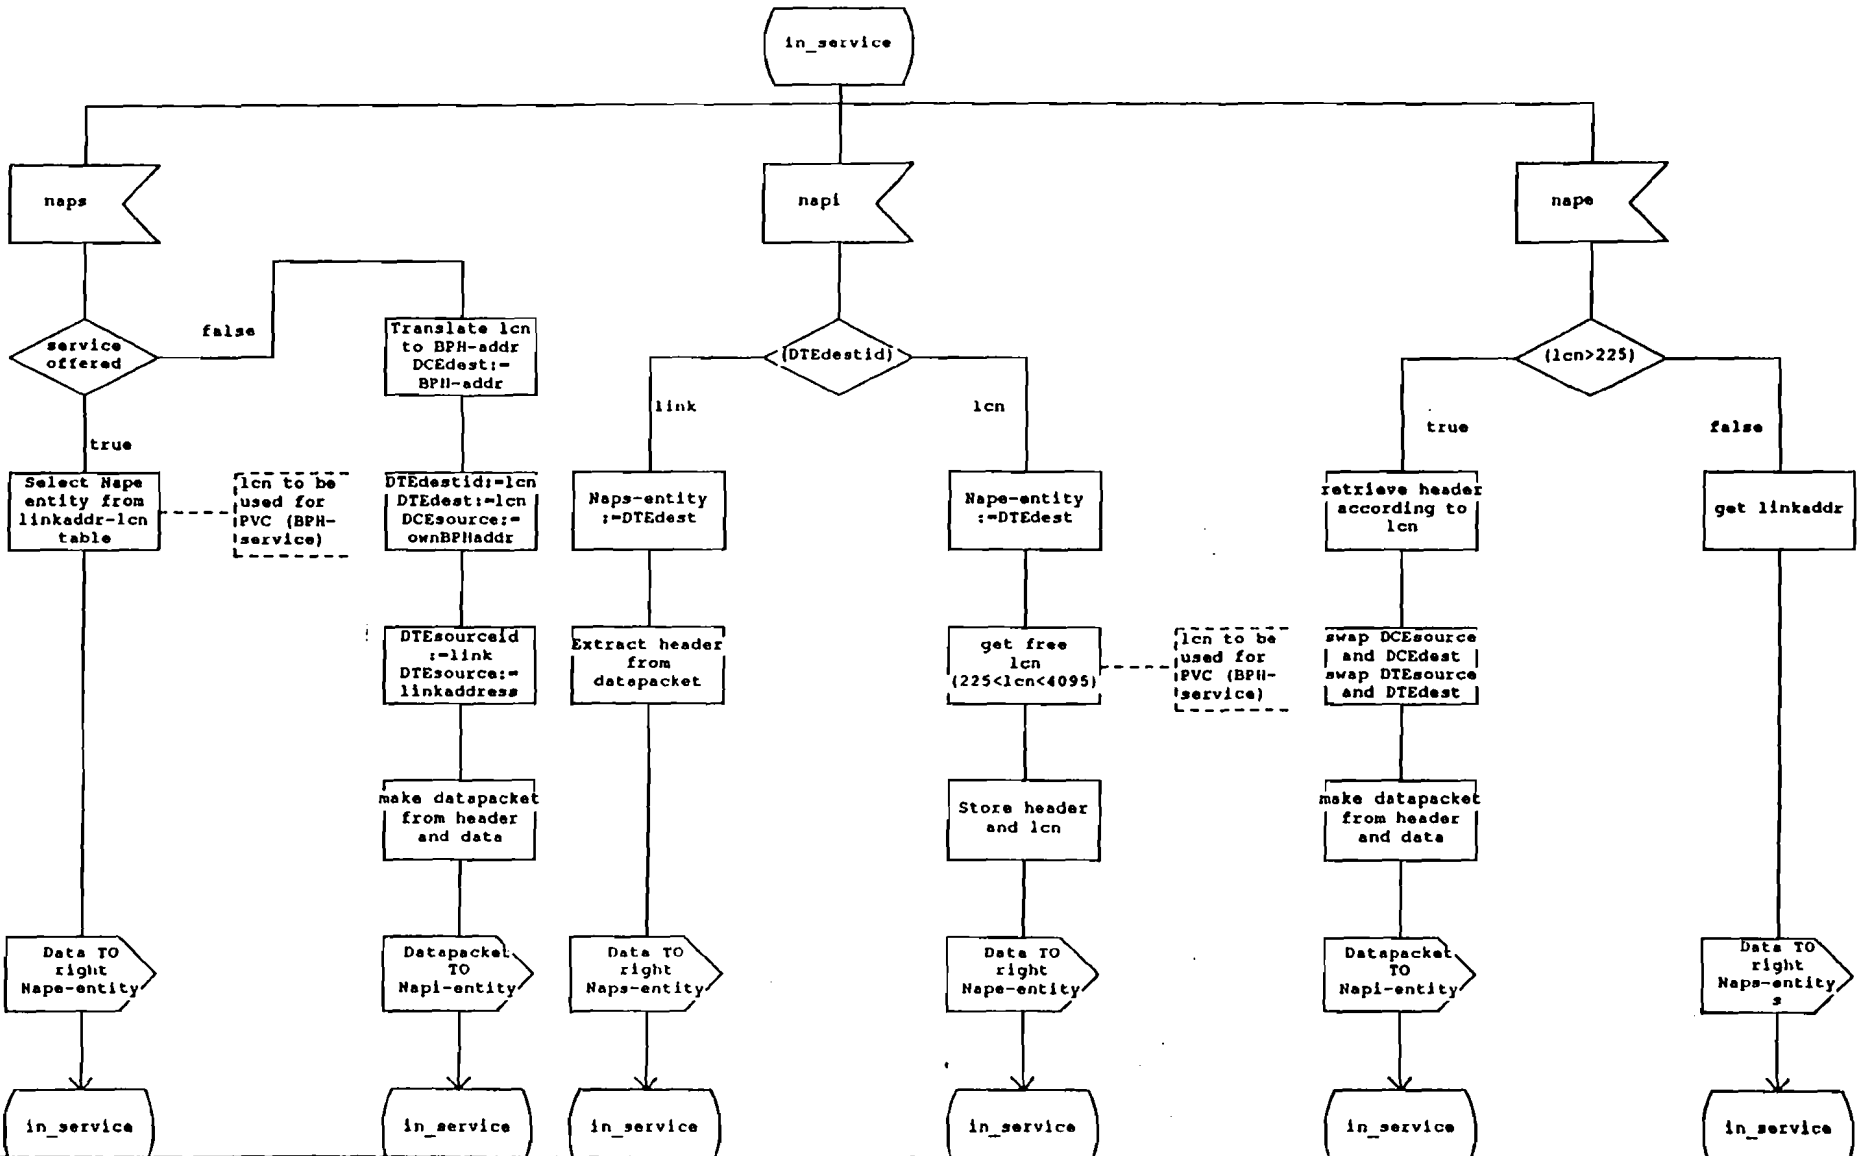 in_service
naps
napi
nape
service
offered
false
true
Translate lcn
to BPH-addr
DCEdest:=
BPH-addr
(DTEdestid)
link
lcn
(lcn>225)
true
false
Select Nape
entity from
linkaddr-lcn
table
lcn to be
used for
PVC (BPH-
service)
DTEdestid:=lcn
DTEdest:=lcn
DCEsource:=
ownBPHaddr
Naps-entity
:=DTEdest
Nape-entity
:=DTEdest
retrieve header
according to
lcn
get linkaddr
DTEsourceid
:=link
DTEsource:=
linkaddress
Extract header
from
datapacket
get free
lcn
(225<lcn<4095)
lcn to be
used for
PVC (BPH-
service)
swap DCEsource
and DCEdest
swap DTEsource
and DTEdest
make datapacket
from header
and data
Store header
and lcn
make datapacket
from header
and data
Data TO
right
Nape-entity
Datapacket
TO
Napi-entity
Data TO
right
Naps-entity
Data TO
right
Nape-entity
Datapacket
TO
Napi-entity
Data TO
right
Naps-entity
s
in_service
in_service
in_service
in_service
in_service
in_service